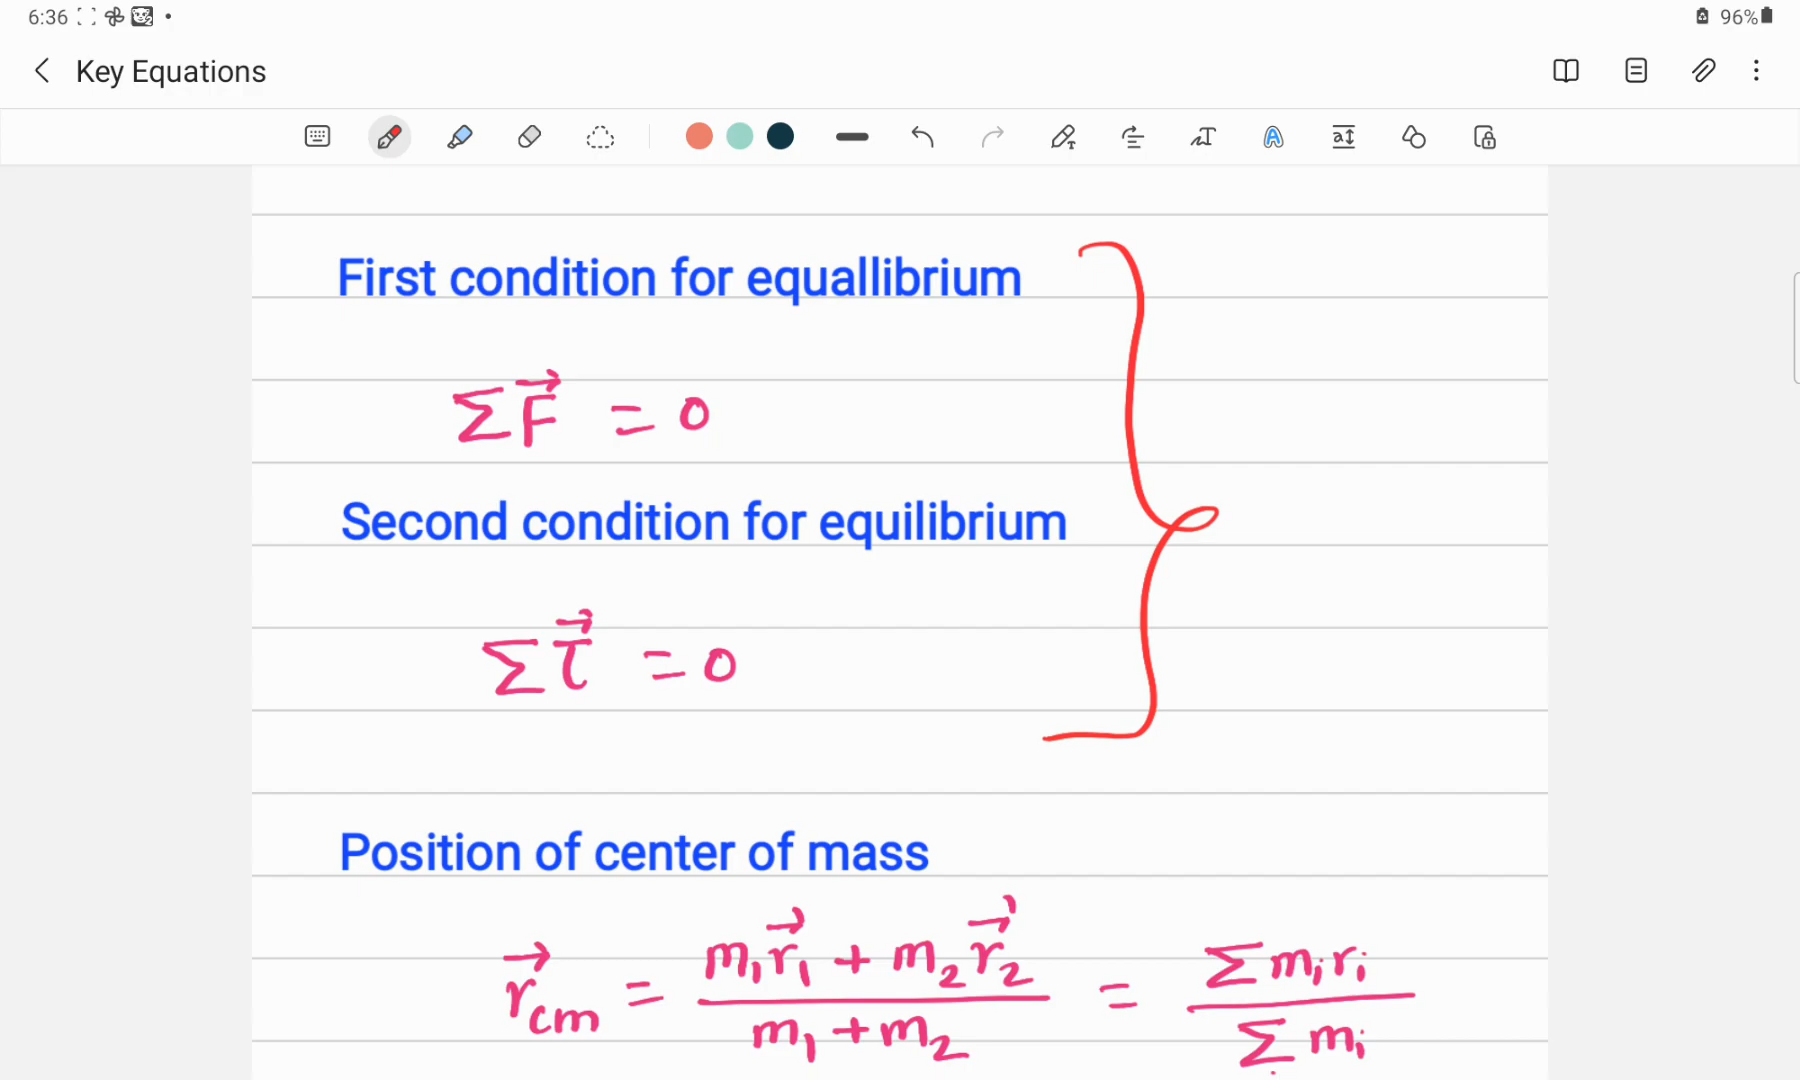 6:36
96%
Key Equations
First condition for equallibrium
ΣF⃗ = 0
Second condition for equilibrium
Στ⃗ = 0
Position of center of mass
r⃗cm = (m₁r⃗₁ + m₂r⃗₂)/(m₁ + m₂) = Σmᵢrᵢ/Σmᵢ